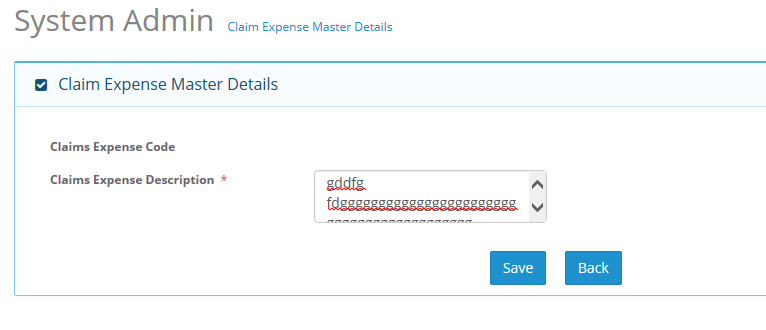 System Admin Claim Expense Master Details
Claim Expense Master Details
Claims Expense Code
Claims Expense Description *
gddfg
Save Back